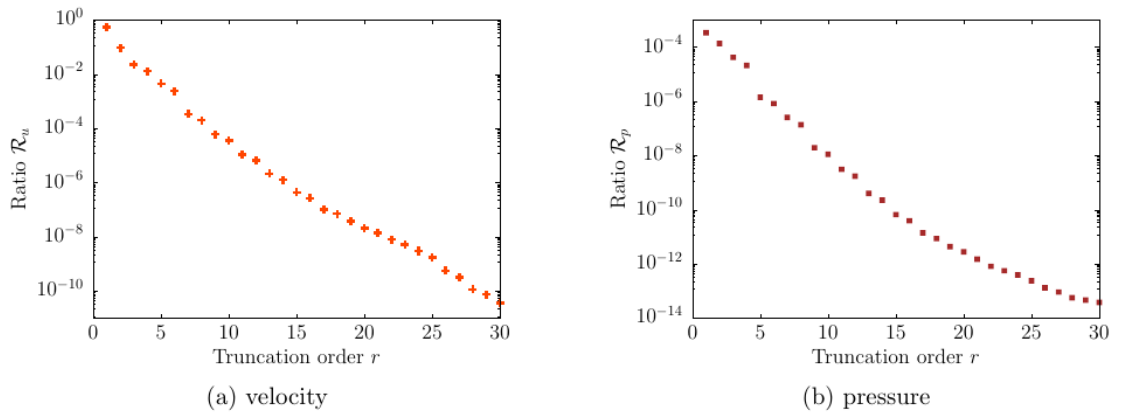 10^0
10^−2
10^−4
10^−6
10^−8
10^−10
Ratio 𝓡_u
0 5 10 15 20 25 30
Truncation order r
(a) velocity
10^−4
10^−6
10^−8
10^−10
10^−12
10^−14
Ratio 𝓡_p
0 5 10 15 20 25 30
Truncation order r
(b) pressure